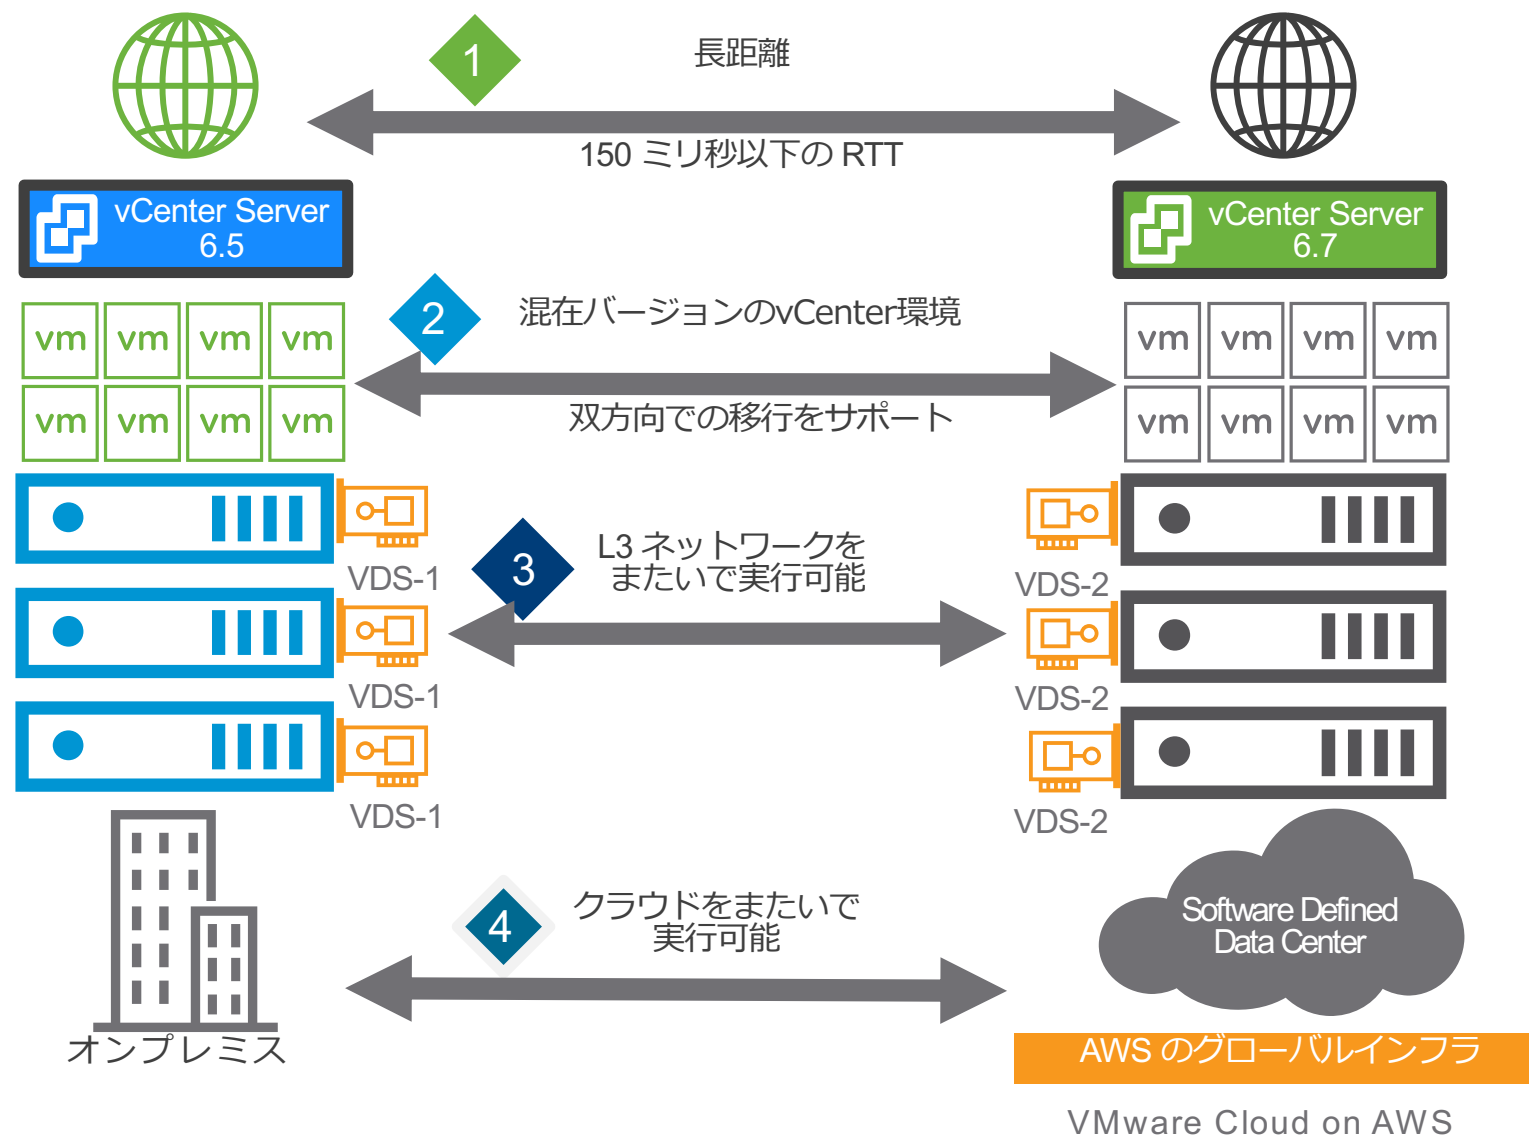 1
長距離
150 ミリ秒以下の RTT
vCenter Server
6.5
vCenter Server
6.7
2
混在バージョンのvCenter環境
双方向での移行をサポート
vm vm vm vm
vm vm vm vm
vm vm vm vm
vm vm vm vm
3
L3 ネットワークを
またいで実行可能
VDS-1
VDS-1
VDS-1
VDS-2
VDS-2
VDS-2
4
クラウドをまたいで
実行可能
オンプレミス
Software Defined
Data Center
AWS のグローバルインフラ
VMware Cloud on AWS